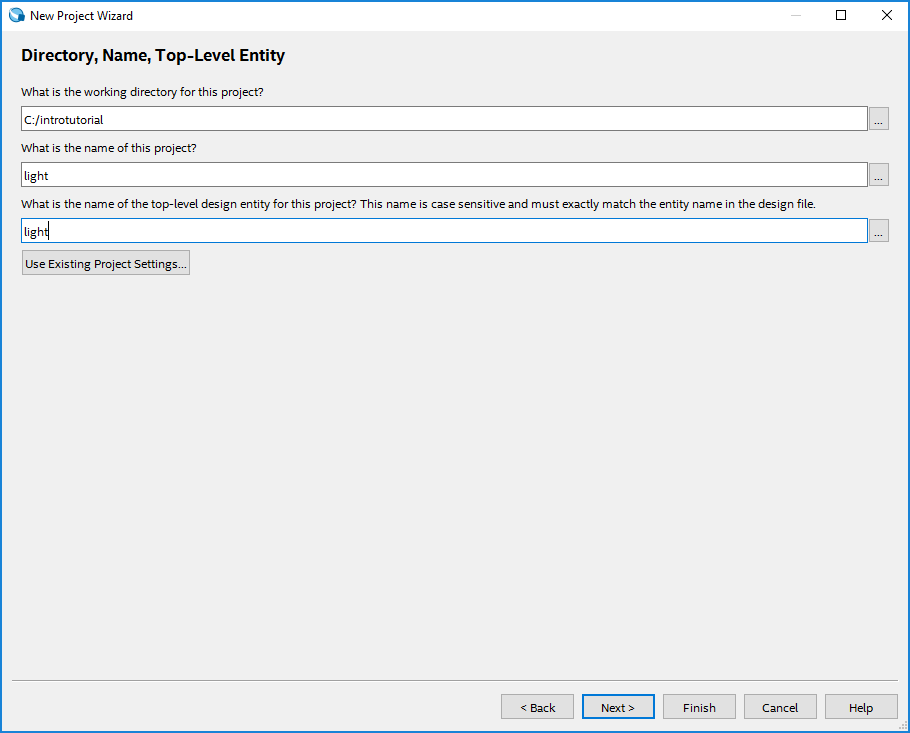 New Project Wizard
Directory, Name, Top-Level Entity
What is the working directory for this project?
C:/introtutorial
...
What is the name of this project?
light
...
What is the name of the top-level design entity for this project? This name is case sensitive and must exactly match the entity name in the design file.
light
...
Use Existing Project Settings...
< Back
Next >
Finish
Cancel
Help